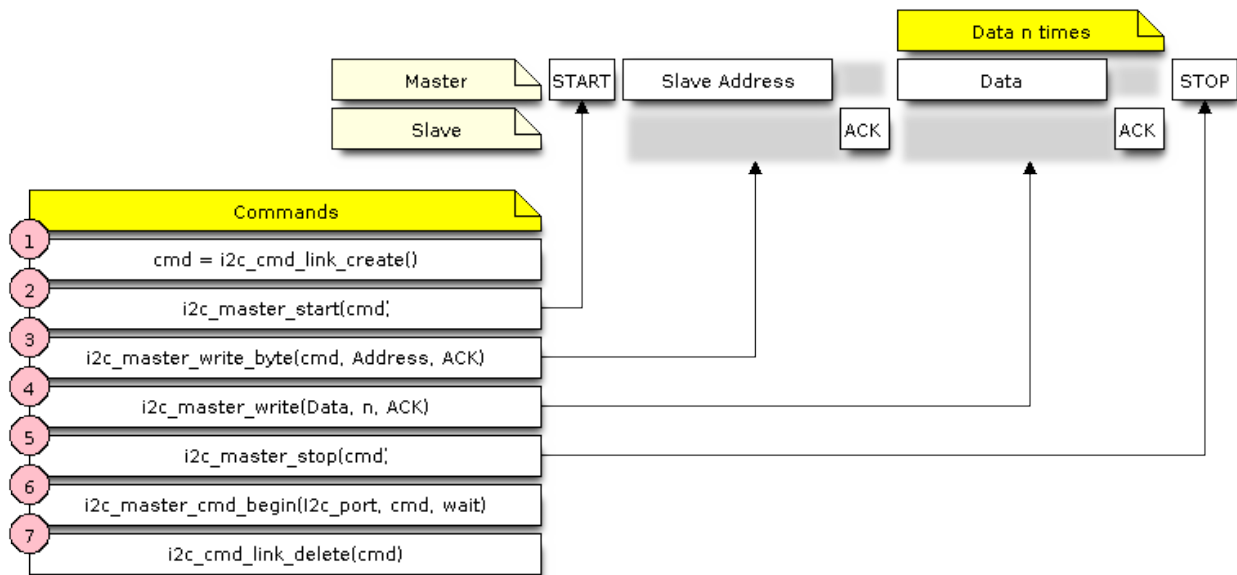 Data n times
Master
START
Slave Address
Data
STOP
Slave
ACK
ACK
Commands
1
cmd = i2c_cmd_link_create()
2
i2c_master_start(cmd)
3
i2c_master_write_byte(cmd, Address, ACK)
4
i2c_master_write(Data, n, ACK)
5
i2c_master_stop(cmd)
6
i2c_master_cmd_begin(I2c_port, cmd, wait)
7
i2c_cmd_link_delete(cmd)